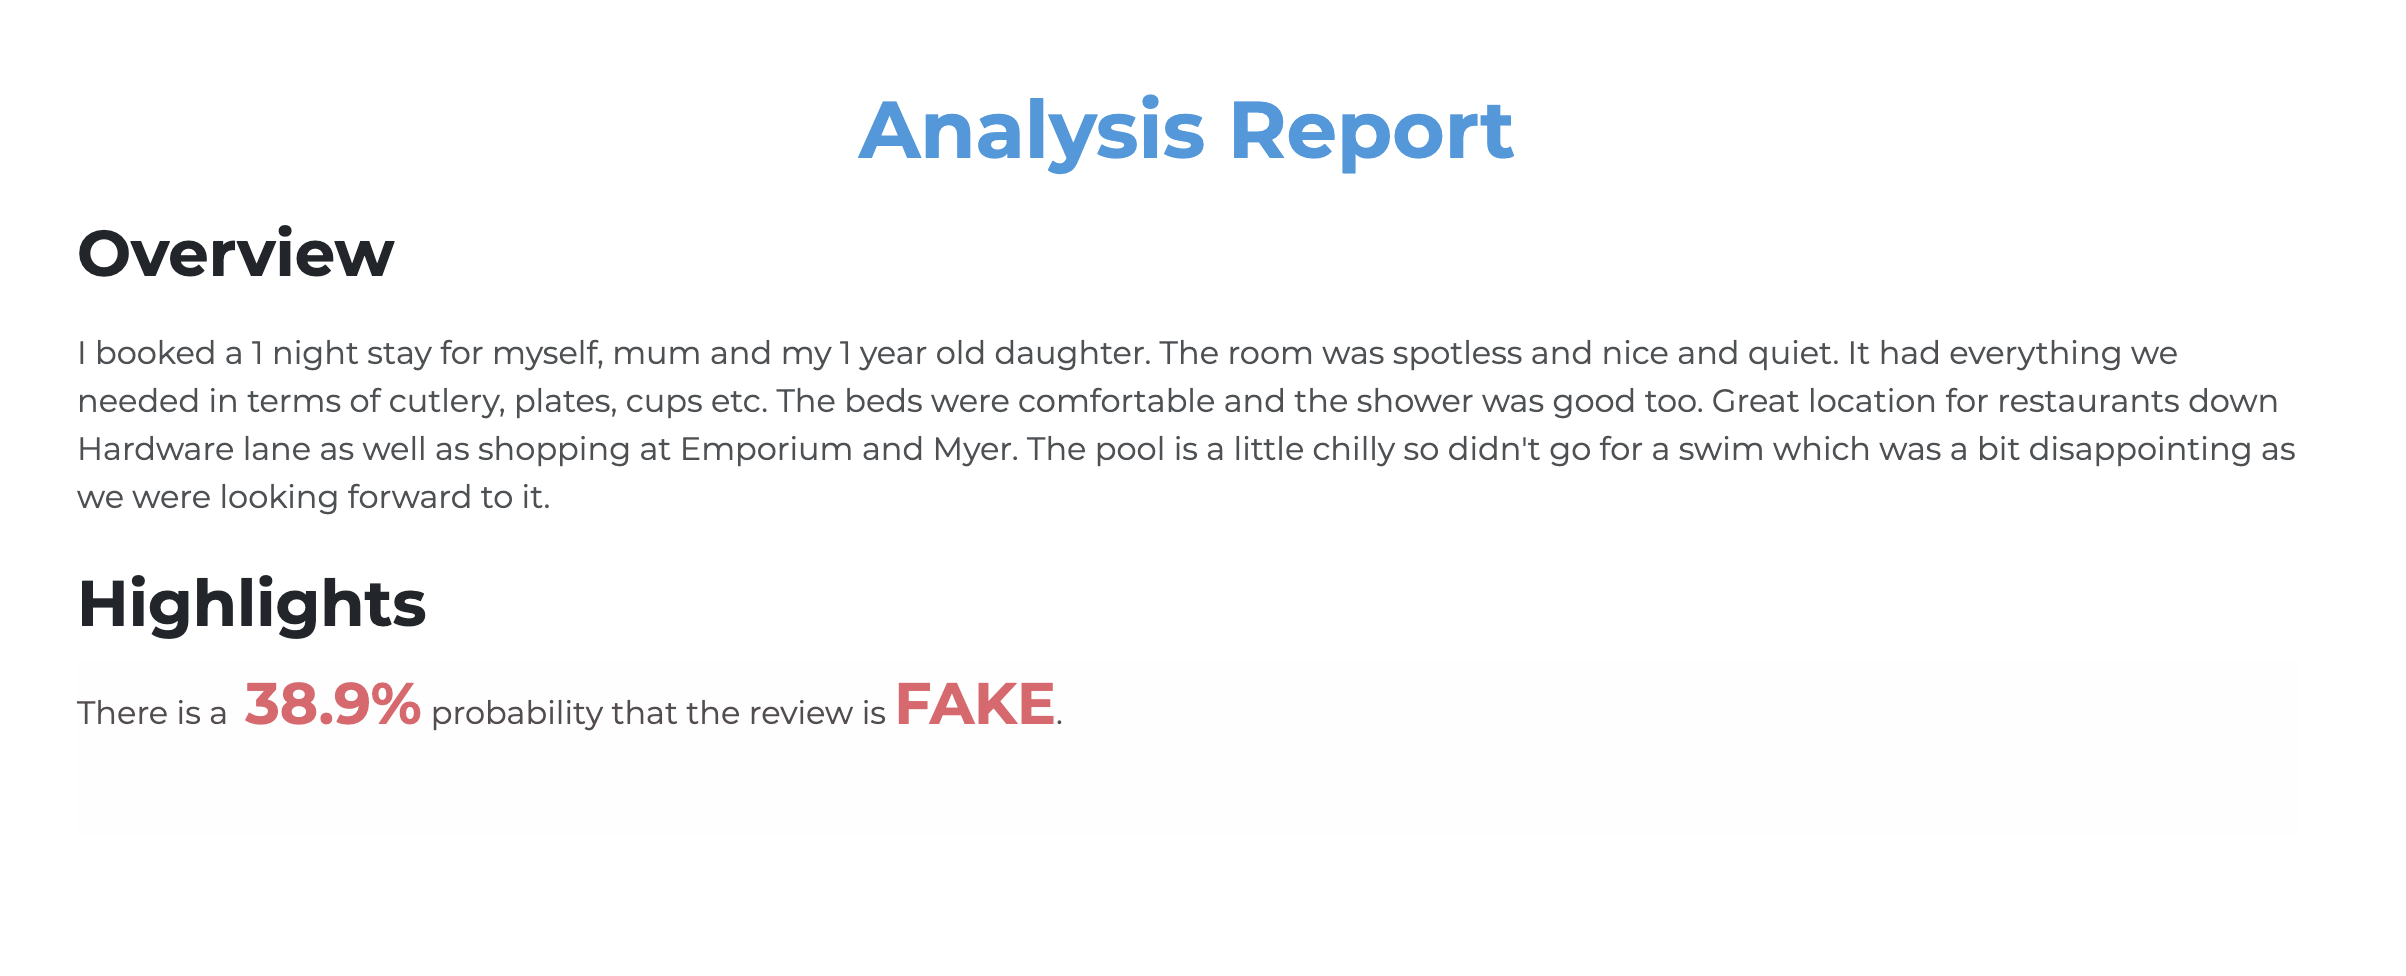 Analysis Report
Overview
I booked a 1 night stay for myself, mum and my 1 year old daughter. The room was spotless and nice and quiet. It had everything we
needed in terms of cutlery, plates, cups etc. The beds were comfortable and the shower was good too. Great location for restaurants down
Hardware lane as well as shopping at Emporium and Myer. The pool is a little chilly so didn't go for a swim which was a bit disappointing as
we were looking forward to it.
Highlights
There is a 38.9% probability that the review is FAKE.